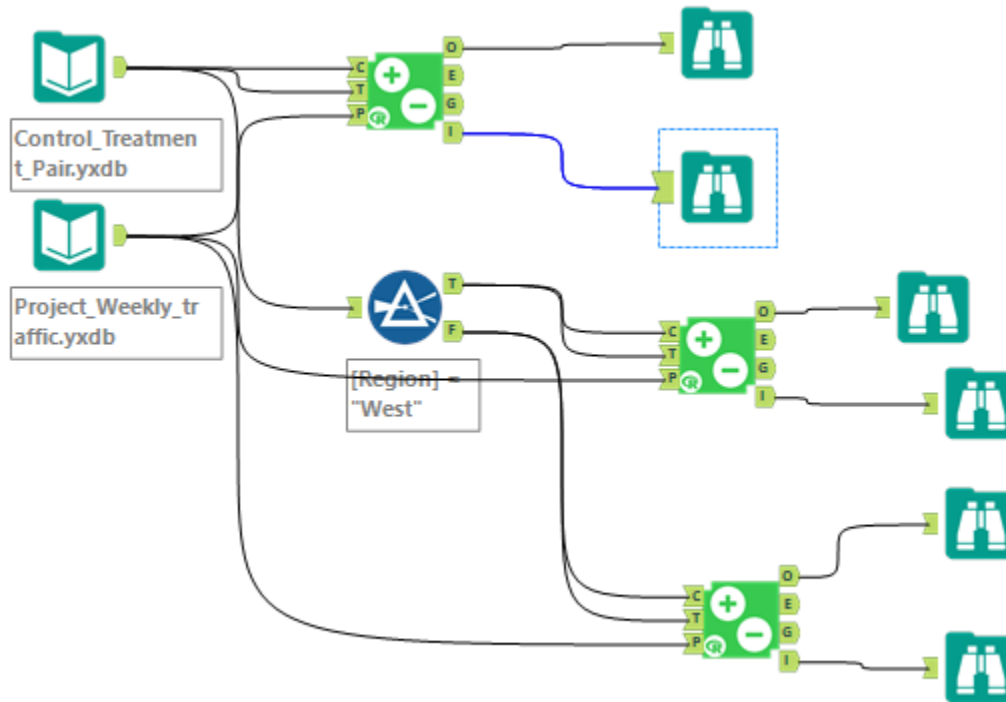 C
T
P
O
E
G
I
R
Control_Treatmen
t_Pair.yxdb
Project_Weekly_tr
affic.yxdb
T
F
[Region] =
"West"
C
T
P
O
E
G
I
R
C
T
P
O
E
G
I
R